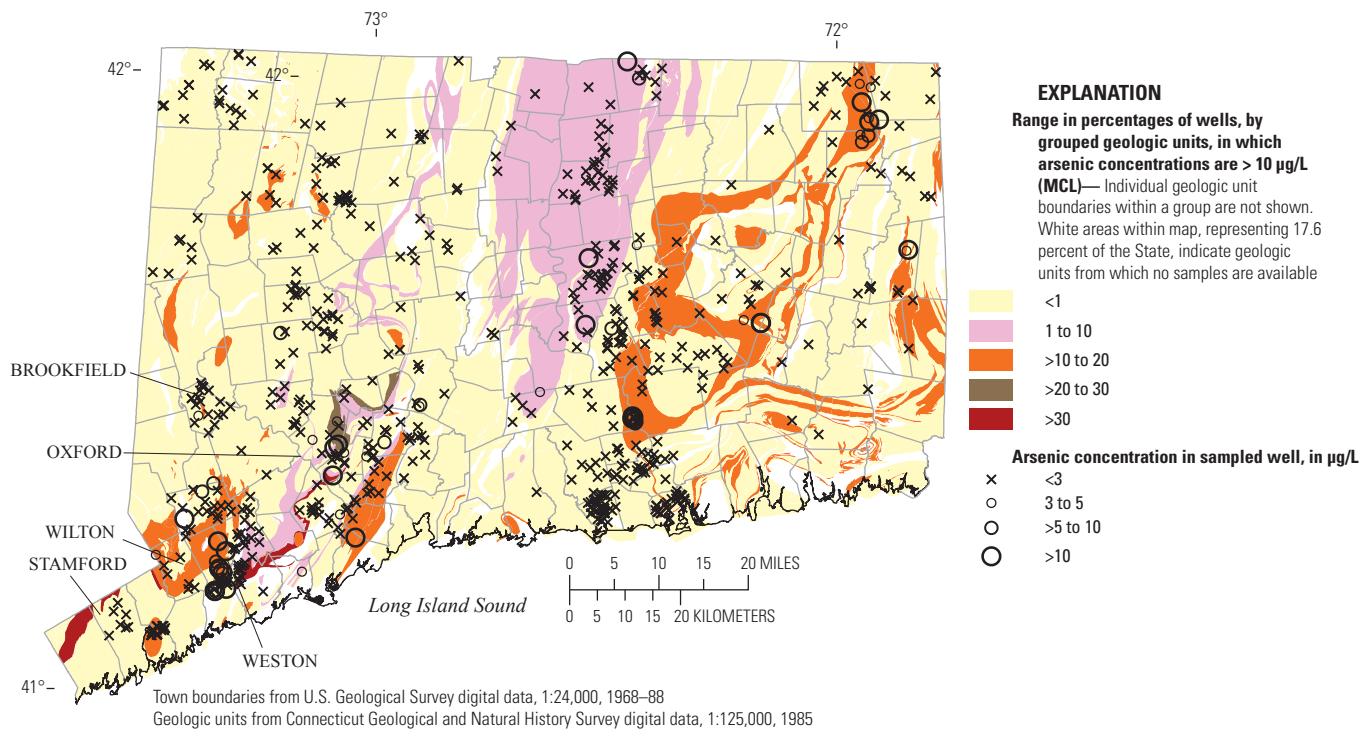 73°
72°
42°
42°
BROOKFIELD
OXFORD
WILTON
STAMFORD
WESTON
41°
Long Island Sound
0 5 10 20 MILES
0 5 10 15 20 KILOMETERS
Town boundaries from U.S. Geological Survey digital data, 1:24,000, 1968–88
Geologic units from Connecticut Geological and Natural History Survey digital data, 1:125,000, 1985
EXPLANATION
Range in percentages of wells, by
grouped geologic units, in which
arsenic concentrations are > 10 µg/L
(MCL)— Individual geologic unit
boundaries within a group are not shown.
White areas within map, representing 17.6
percent of the State, indicate geologic
units from which no samples are available
<1
1 to 10
>10 to 20
>20 to 30
>30
Arsenic concentration in sampled well, in µg/L
<3
3 to 5
>5 to 10
>10